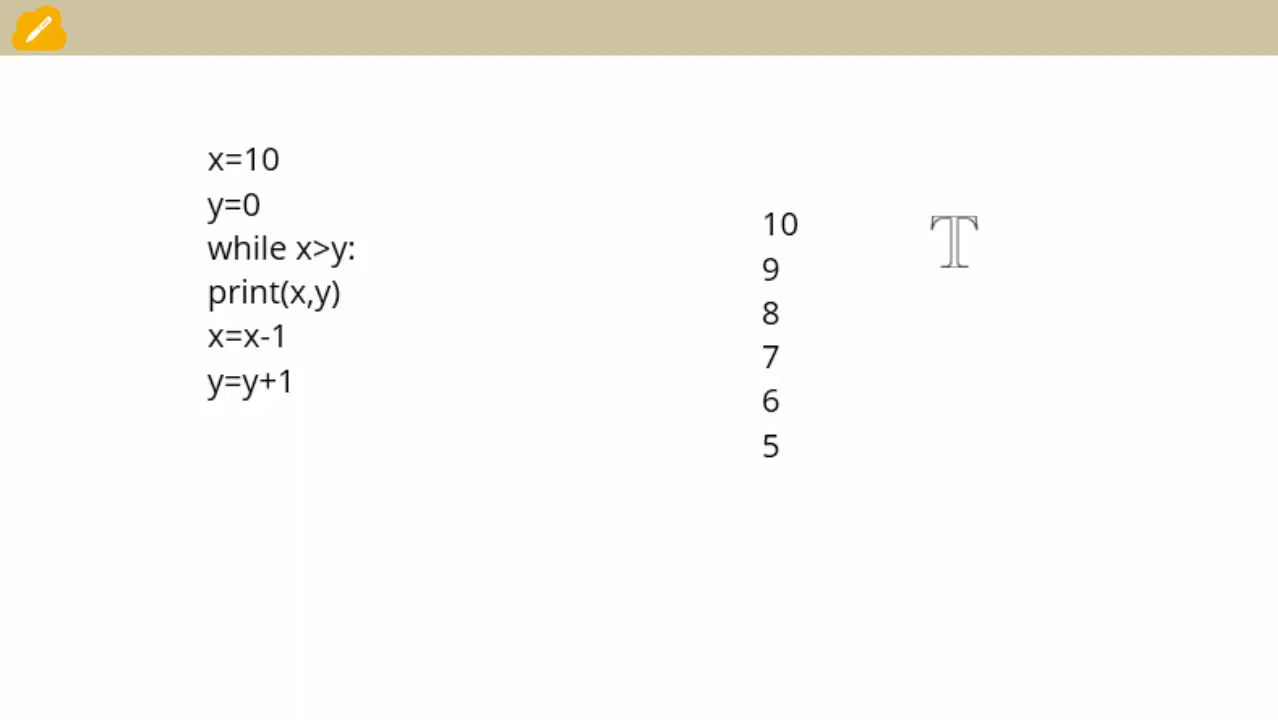 x=10
y=0
while x>y:
print(x,y)
x=x-1
y=y+1
10
9
8
7
6
5
T